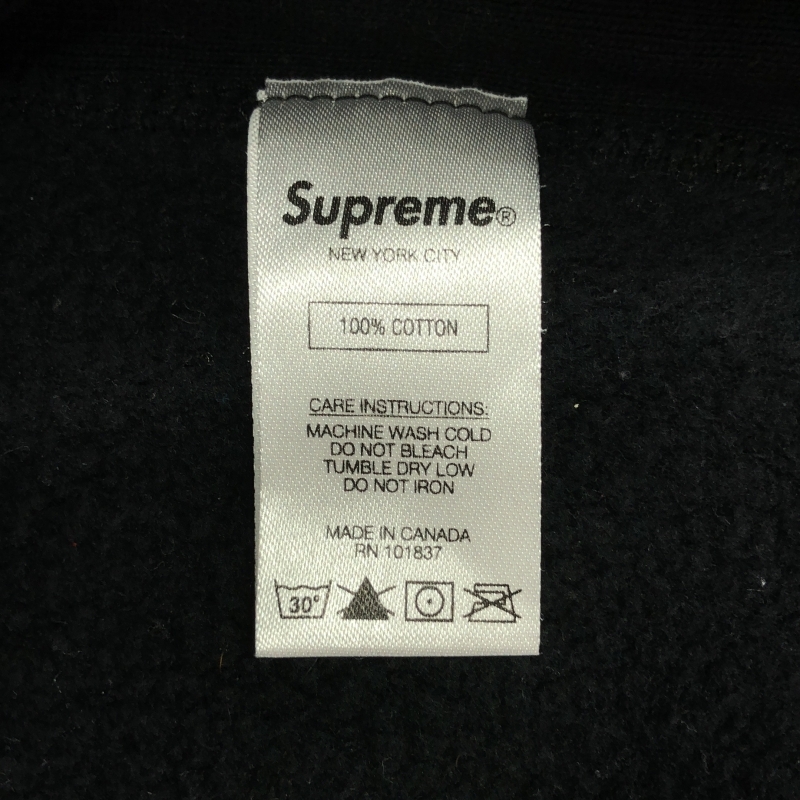 Supreme®
NEW YORK CITY
100% COTTON
CARE INSTRUCTIONS:
MACHINE WASH COLD
DO NOT BLEACH
TUMBLE DRY LOW
DO NOT IRON
MADE IN CANADA
RN 101837
30°